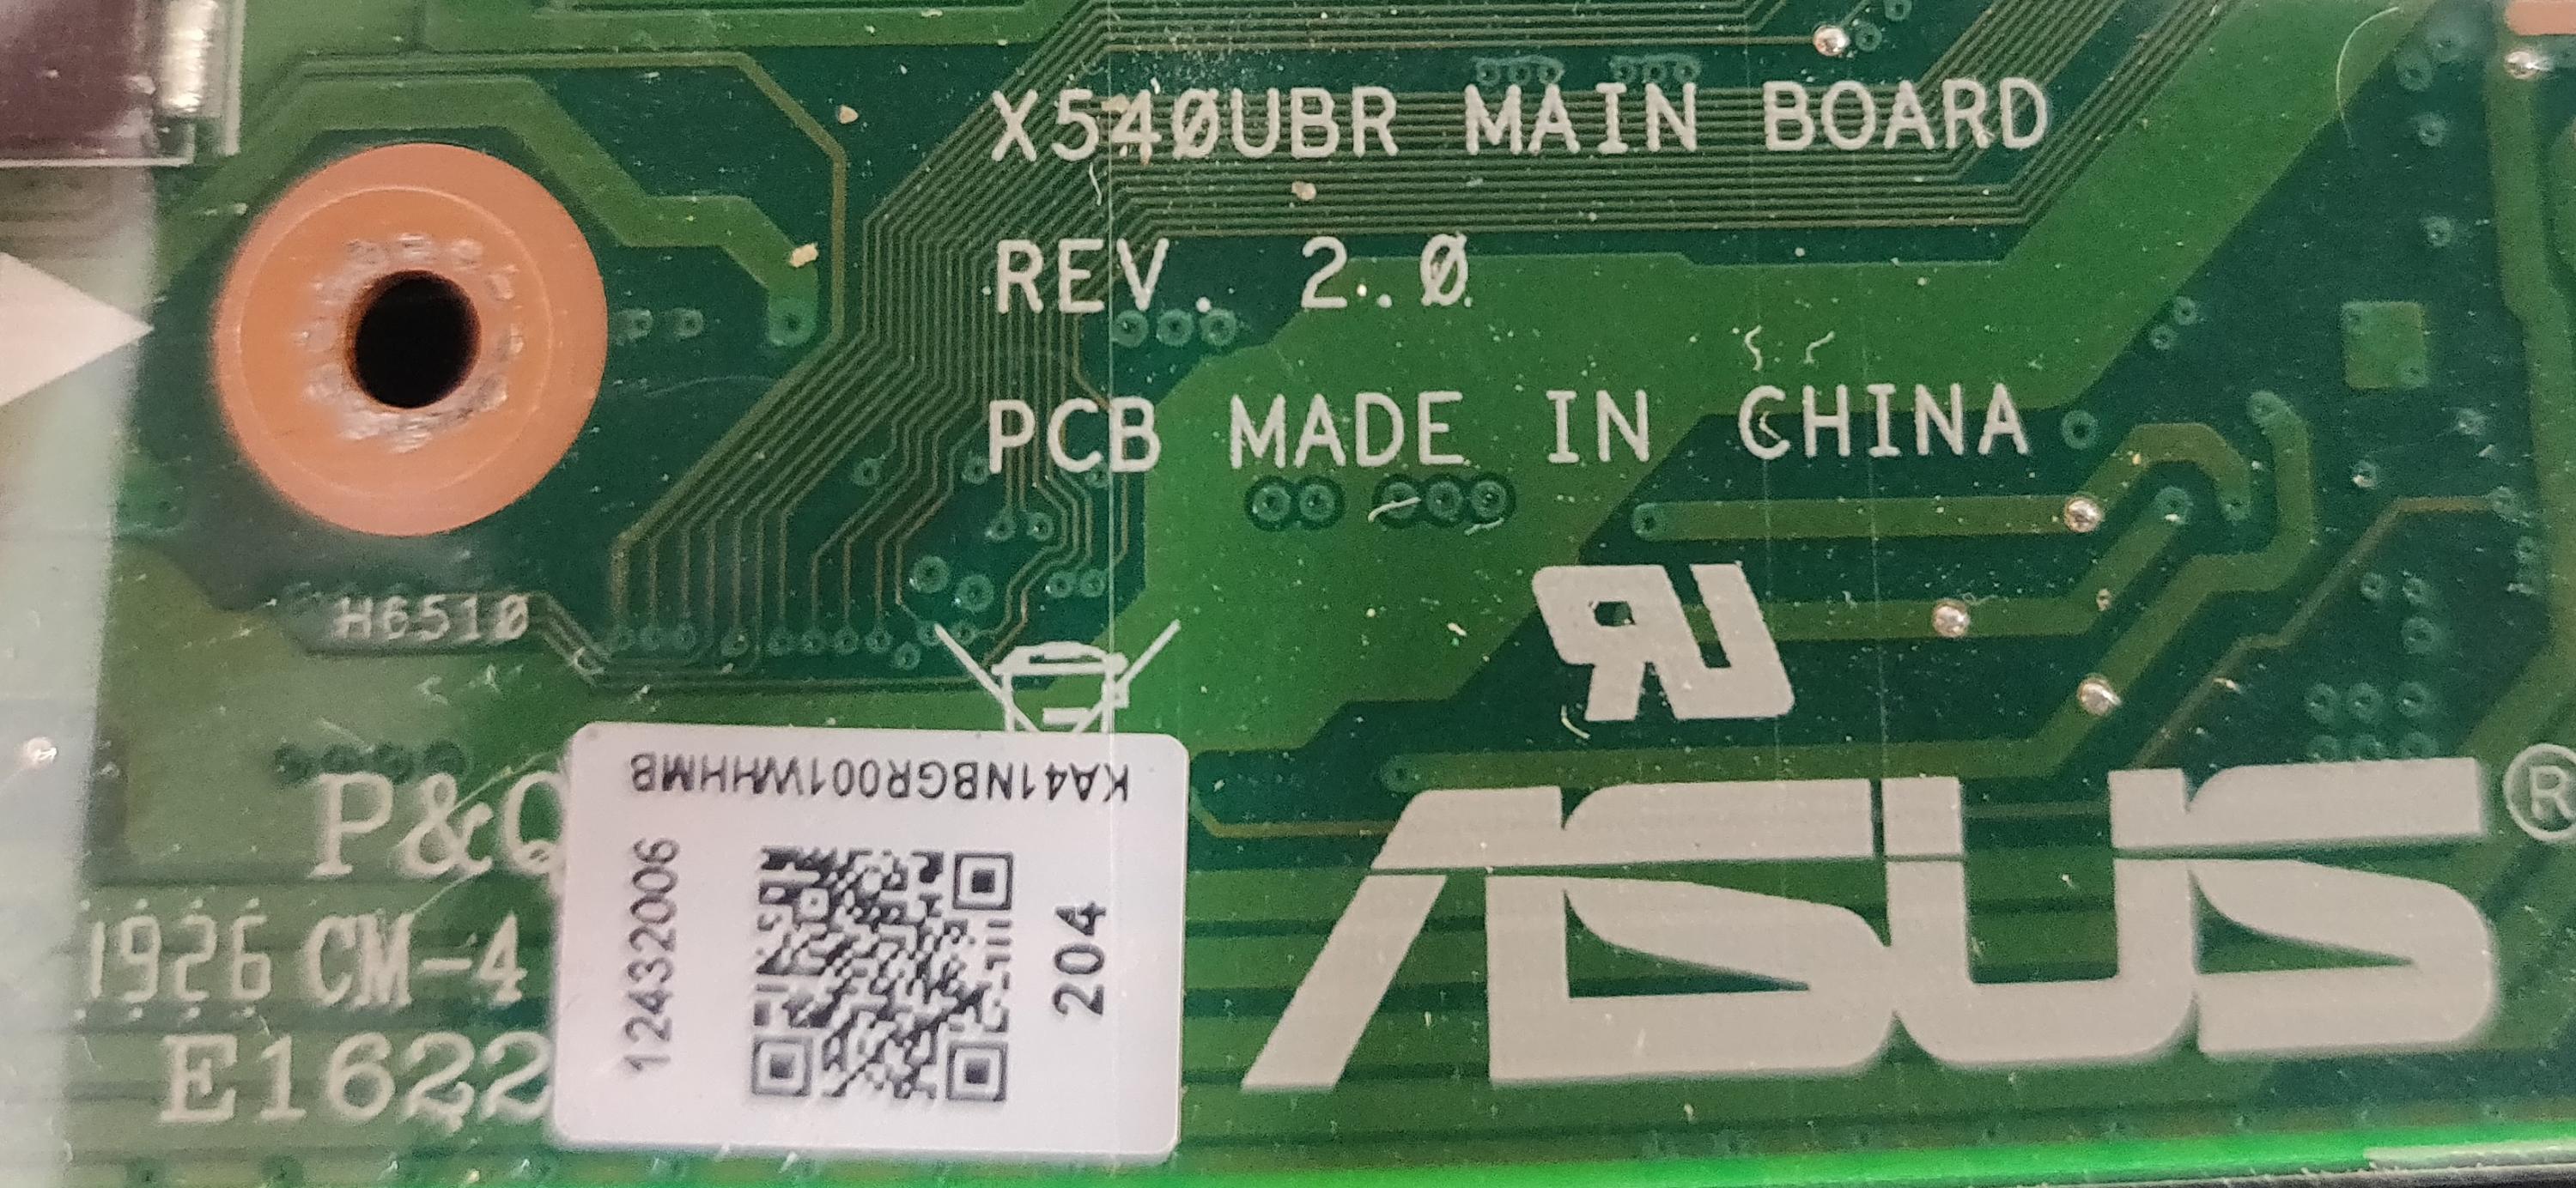 X540UBR MAIN BOARD
REV. 2.0
PCB MADE IN CHINA
H6510
KA41NBGR001WHHMB
12432006
204
P&Q
1926 CM-4
E1622
ASUS ®